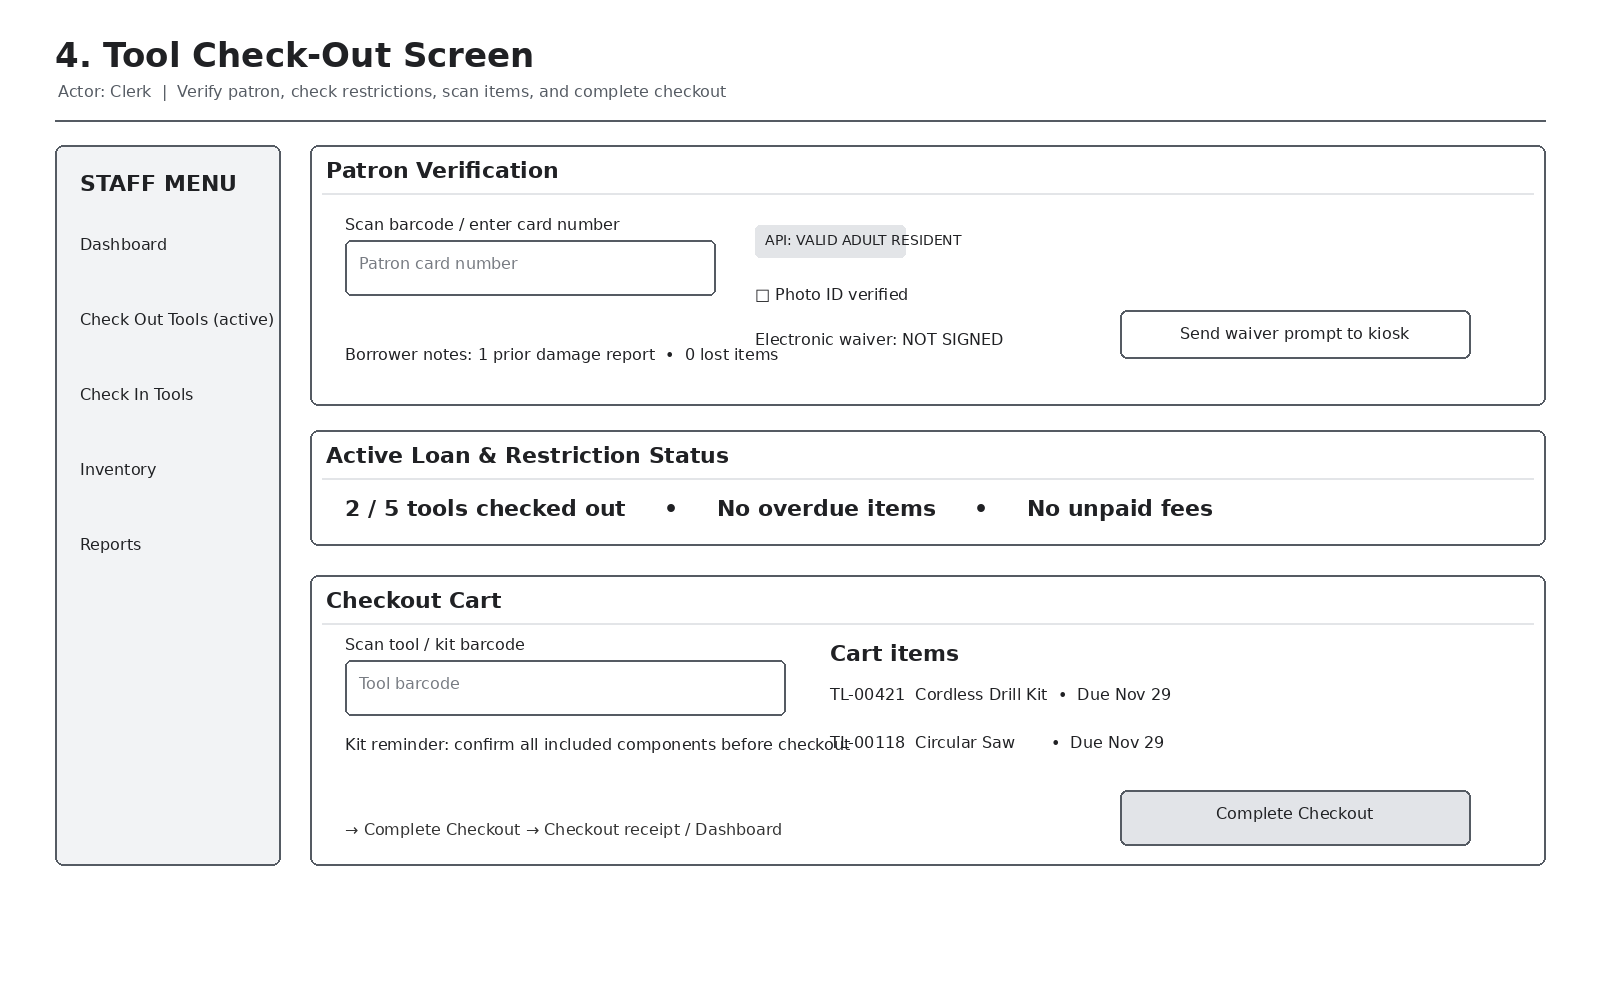 4. Tool Check-Out Screen
Actor: Clerk | Verify patron, check restrictions, scan items, and complete checkout
STAFF MENU
Dashboard
Check Out Tools (active)
Check In Tools
Inventory
Reports
Patron Verification
Scan barcode / enter card number
Patron card number
API: VALID ADULT RESIDENT
□ Photo ID verified
Electronic waiver: NOT SIGNED
Send waiver prompt to kiosk
Borrower notes: 1 prior damage report • 0 lost items
Active Loan & Restriction Status
2 / 5 tools checked out • No overdue items • No unpaid fees
Checkout Cart
Scan tool / kit barcode
Tool barcode
Kit reminder: confirm all included components before checkout
Cart items
TL-00421 Cordless Drill Kit • Due Nov 29
TL-00118 Circular Saw • Due Nov 29
→ Complete Checkout → Checkout receipt / Dashboard
Complete Checkout